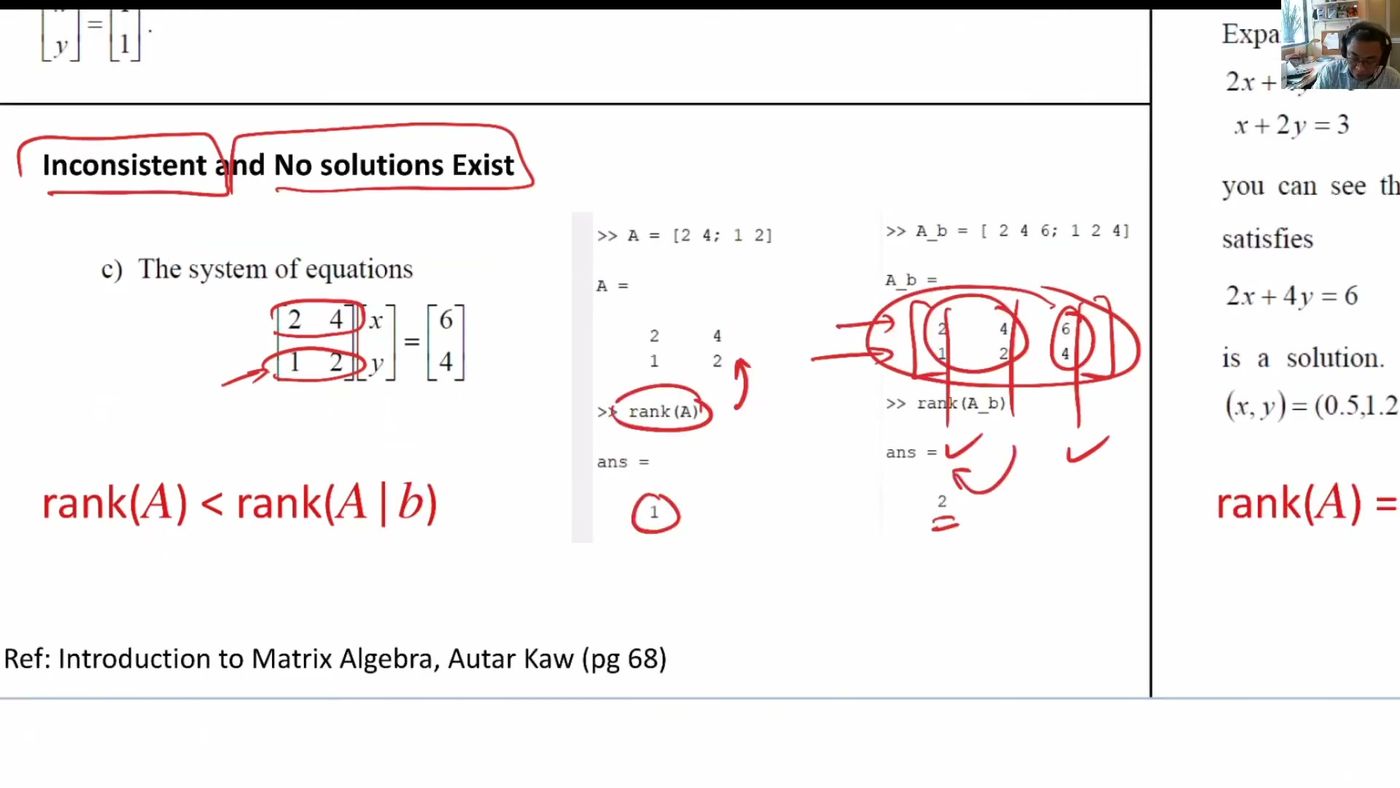 [y] = [1].
Inconsistent and No solutions Exist
c) The system of equations
[2 4; 1 2] [x; y] = [6; 4]
rank(A) < rank(A | b)
>> A = [2 4; 1 2]
A =
2 4
1 2
>> rank(A)
ans =
1
>> A_b = [ 2 4 6; 1 2 4]
A_b =
2 4 6
1 2 4
>> rank(A_b)
ans =
2
Ref: Introduction to Matrix Algebra, Autar Kaw (pg 68)
2x +
x + 2y = 3
you can see
satisfies
2x + 4y = 6
is a solution.
(x, y) = (0.5,1.2
rank(A) =